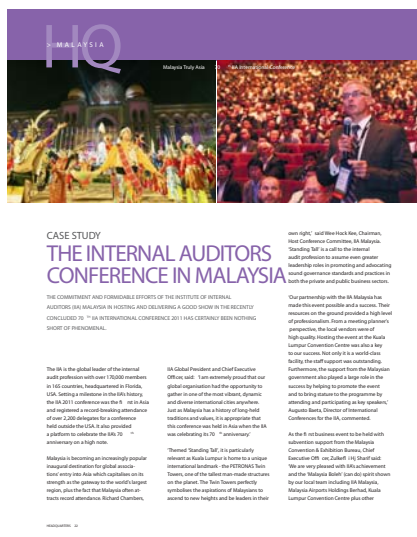 HQ
> MALAYSIA
Malaysia Truly Asia
70 th IIA International Conference
CASE STUDY
THE INTERNAL AUDITORS
CONFERENCE IN MALAYSIA
THE COMMITMENT AND FORMIDABLE EFFORTS OF THE INSTITUTE OF INTERNAL
AUDITORS (IIA) MALAYSIA IN HOSTING AND DELIVERING A GOOD SHOW IN THE RECENTLY
CONCLUDED 70 TH IIA INTERNATIONAL CONFERENCE 2011 HAS CERTAINLY BEEN NOTHING
SHORT OF PHENOMENAL.
The IIA is the global leader of the internal
audit profession with over 170,000 members
in 165 countries, headquartered in Florida,
USA. Setting a milestone in the IIA's history,
the IIA 2011 conference was the fi rst in Asia
and registered a record-breaking attendance
of over 2,200 delegates for a conference
held outside the USA. It also provided
a platform to celebrate the IIA's 70 th
anniversary on a high note.
Malaysia is becoming an increasingly popular
inaugural destination for global associa-
tions' entry into Asia which capitalises on its
strength as the gateway to the world's largest
region, plus the fact that Malaysia often at-
tracts record attendance. Richard Chambers,
IIA Global President and Chief Executive
Officer, said: 'I am extremely proud that our
global organisation had the opportunity to
gather in one of the most vibrant, dynamic
and diverse international cities anywhere.
Just as Malaysia has a history of long-held
traditions and values, it is appropriate that
this conference was held in Asia when the IIA
was celebrating its 70 th anniversary.'
'Themed 'Standing Tall', it is particularly
relevant as Kuala Lumpur is home to a unique
international landmark - the PETRONAS Twin
Towers, one of the tallest man-made structures
on the planet. The Twin Towers perfectly
symbolises the aspirations of Malaysians to
ascend to new heights and be leaders in their
own right,' said Wee Hock Kee, Chairman,
Host Conference Committee, IIA Malaysia.
'Standing Tall' is a call to the internal
audit profession to assume even greater
leadership roles in promoting and advocating
sound governance standards and practices in
both the private and public business sectors.
'Our partnership with the IIA Malaysia has
made this event possible and a success. Their
resources on the ground provided a high level
of professionalism. From a meeting planner's
perspective, the local vendors were of
high quality. Hosting the event at the Kuala
Lumpur Convention Centre was also a key
to our success. Not only it is a world-class
facility, the staff support was outstanding.
Furthermore, the support from the Malaysian
government also played a large role in the
success by helping to promote the event
and to bring stature to the programme by
attending and participating as key speakers,'
Augusto Baeta, Director of International
Conferences for the IIA, commented.
As the fi rst business event to be held with
subvention support from the Malaysia
Convention & Exhibition Bureau, Chief
Executive Offi cer, Zulkefl i Hj Sharif said:
'We are very pleased with IIA's achievement
and the 'Malaysia Boleh' (can do) spirit shown
by our local team including IIA Malaysia,
Malaysia Airports Holdings Berhad, Kuala
Lumpur Convention Centre plus other
HEADQUARTERS 22